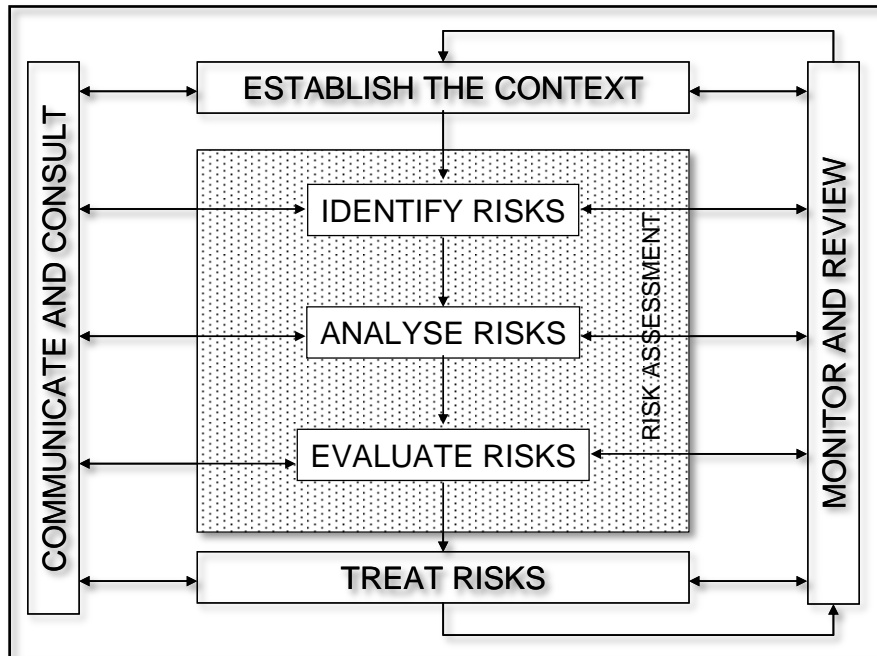 ESTABLISH THE CONTEXT
COMMUNICATE AND CONSULT
IDENTIFY RISKS
ANALYSE RISKS
EVALUATE RISKS
RISK ASSESSMENT
MONITOR AND REVIEW
TREAT RISKS